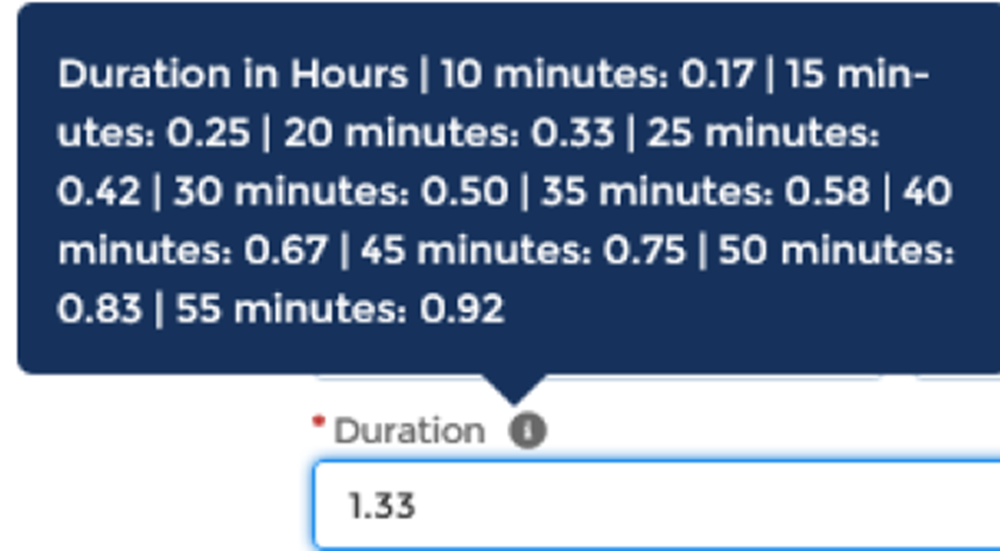 Duration in Hours | 10 minutes: 0.17 | 15 min-
utes: 0.25 | 20 minutes: 0.33 | 25 minutes:
0.42 | 30 minutes: 0.50 | 35 minutes: 0.58 | 40
minutes: 0.67 | 45 minutes: 0.75 | 50 minutes:
0.83 | 55 minutes: 0.92
* Duration i
1.33